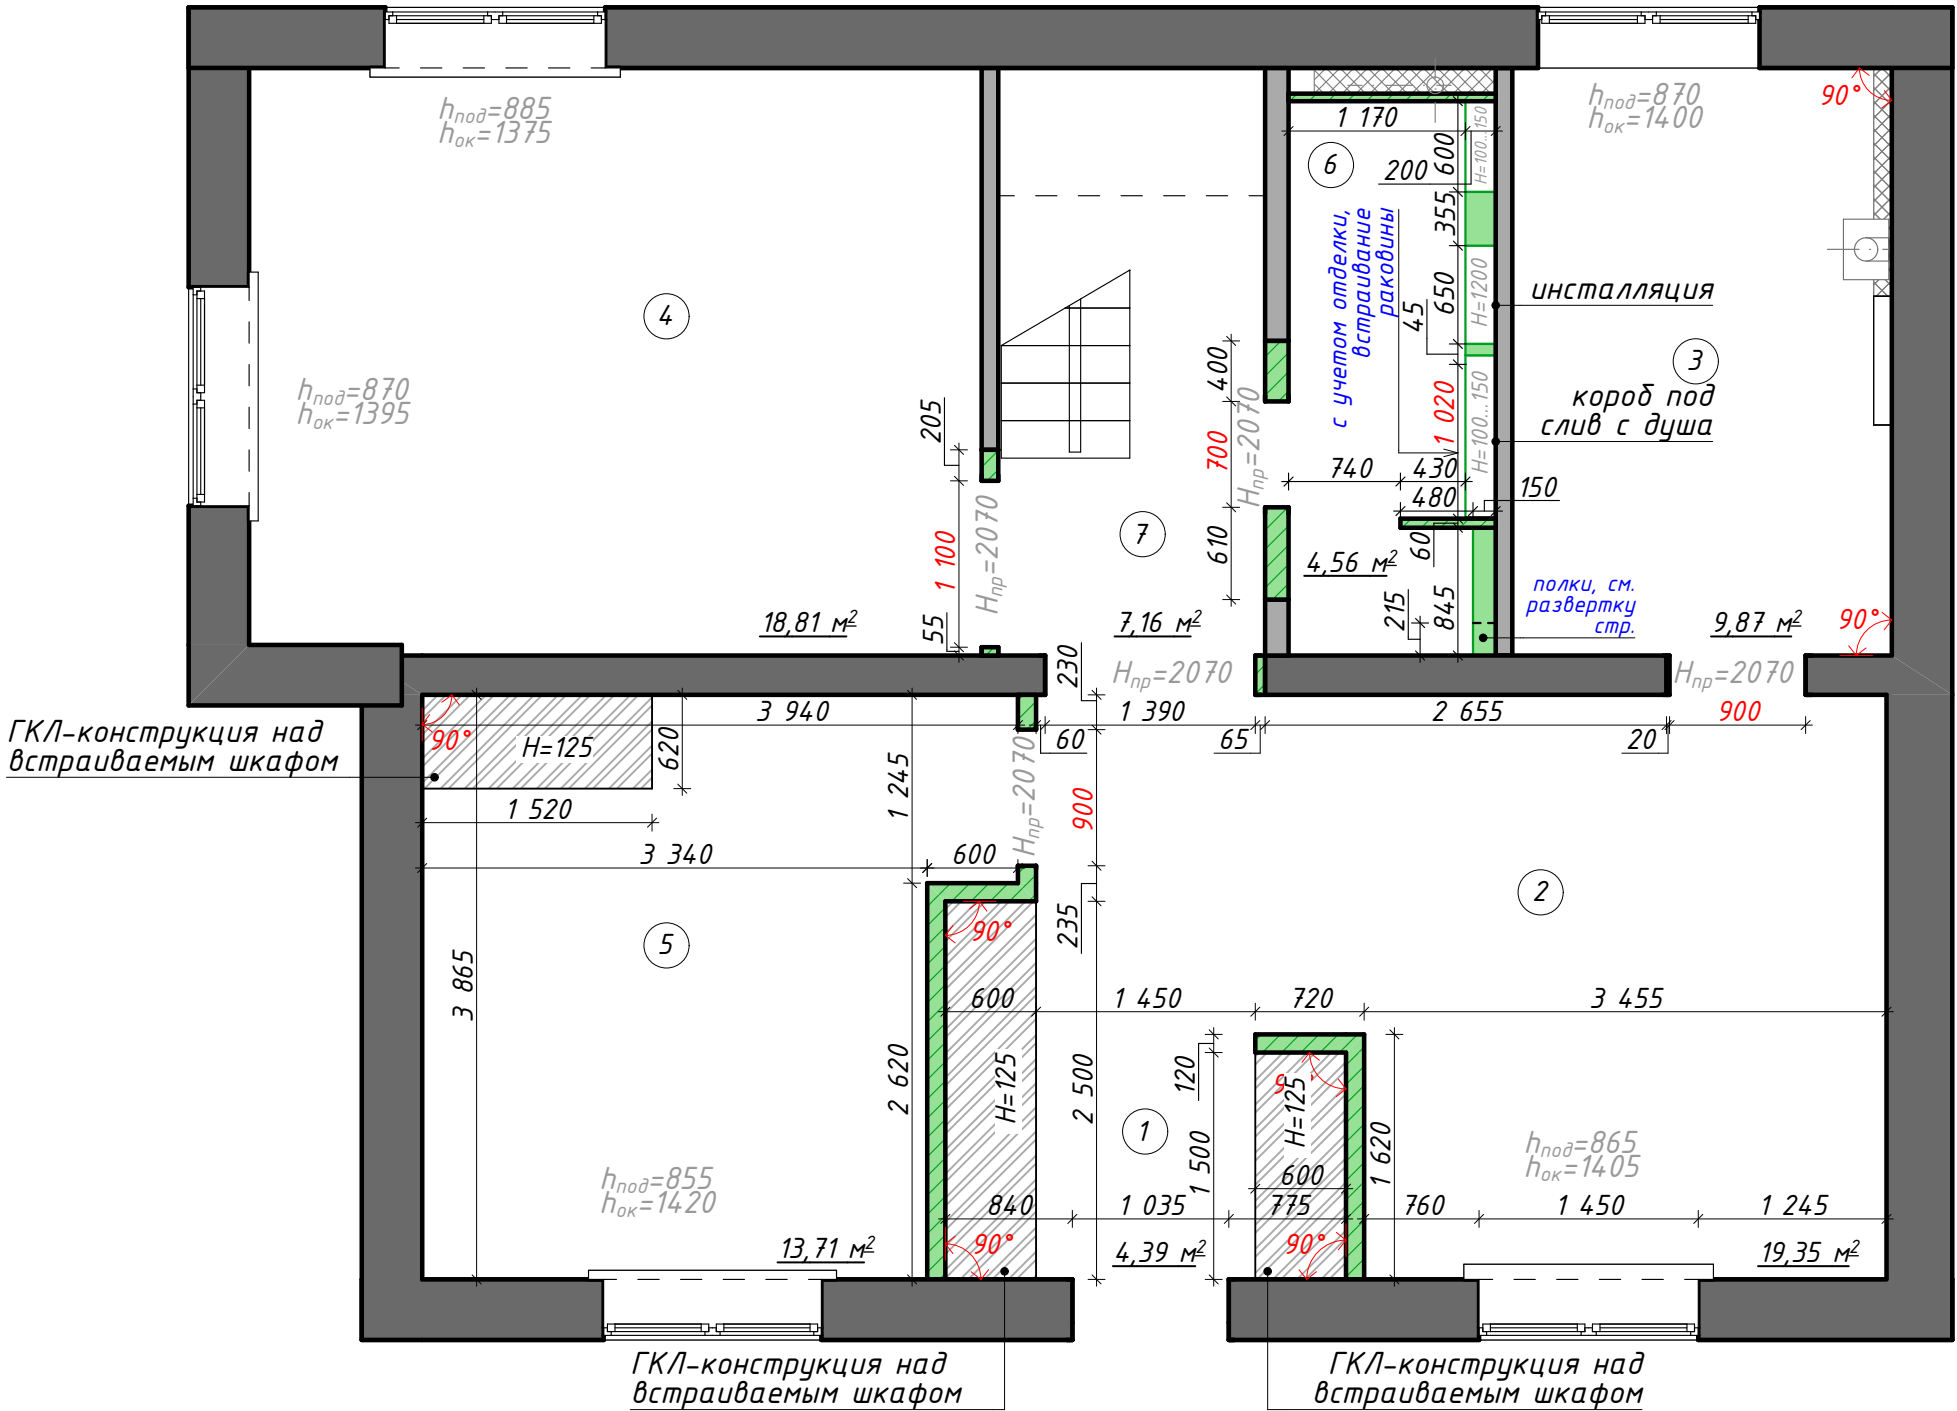 hпод=885
hок=1375
hпод=870
hок=1400
90°
1 170
6
200
600
H=100...150
355
с учетом отделки,
встраивание
раковины
650
H=1200
инсталляция
4
45
3
короб под
слив с душа
hпод=870
hок=1395
400
Hпр=2070
205
700
1 020
H=100...150
740
430
480
150
1 100
Hпр=2070
7
610
60
4,56 м²
полки, см.
развертку
стр.
215
845
18,81 м²
55
7,16 м²
9,87 м²
90°
230
Hпр=2070
Hпр=2070
ГКЛ-конструкция над
встраиваемым шкафом
90°
H=125
620
3 940
1 390
2 655
900
60
65
20
1 245
Hпр=2070
900
1 520
3 340
600
5
2
3 865
90°
235
600
1 450
720
3 455
2 620
H=125
2 500
120
9
H=125
1
1 500
1 620
hпод=865
hок=1405
hпод=855
hок=1420
600
840
1 035
775
760
1 450
1 245
13,71 м²
90°
4,39 м²
90°
19,35 м²
ГКЛ-конструкция над
встраиваемым шкафом
ГКЛ-конструкция над
встраиваемым шкафом